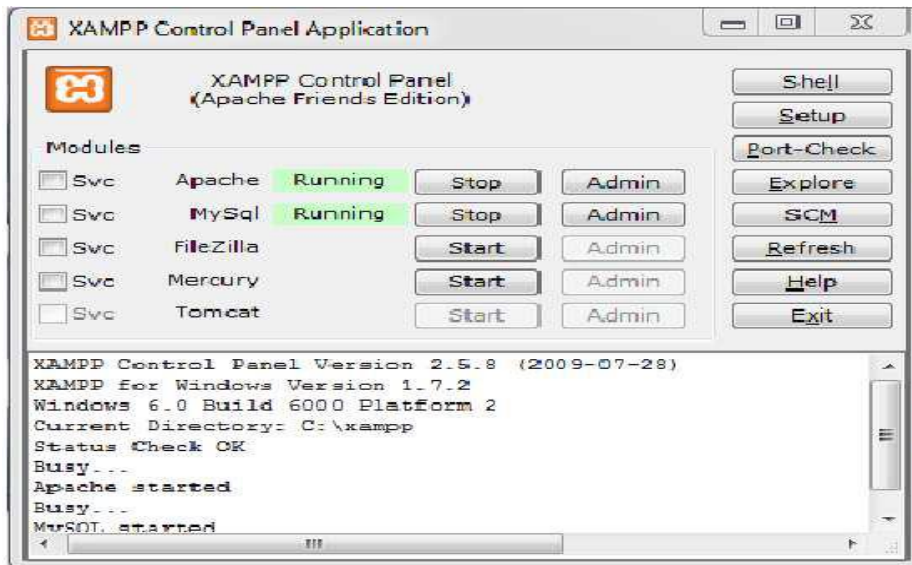 XAMPP Control Panel Application
XAMPP Control Panel
(Apache Friends Edition)
Shell
Setup
Port-Check
Explore
SCM
Refresh
Help
Exit
Modules
Svc Apache Running Stop Admin
Svc MySql Running Stop Admin
Svc FileZilla Start Admin
Svc Mercury Start Admin
Svc Tomcat Start Admin
XAMPP Control Panel Version 2.5.8 (2009-07-28)
XAMPP for Windows Version 1.7.2
Windows 6.0 Build 6000 Platform 2
Current Directory: C:\xampp
Status Check OK
Busy...
Apache started
Busy...
MySQL started